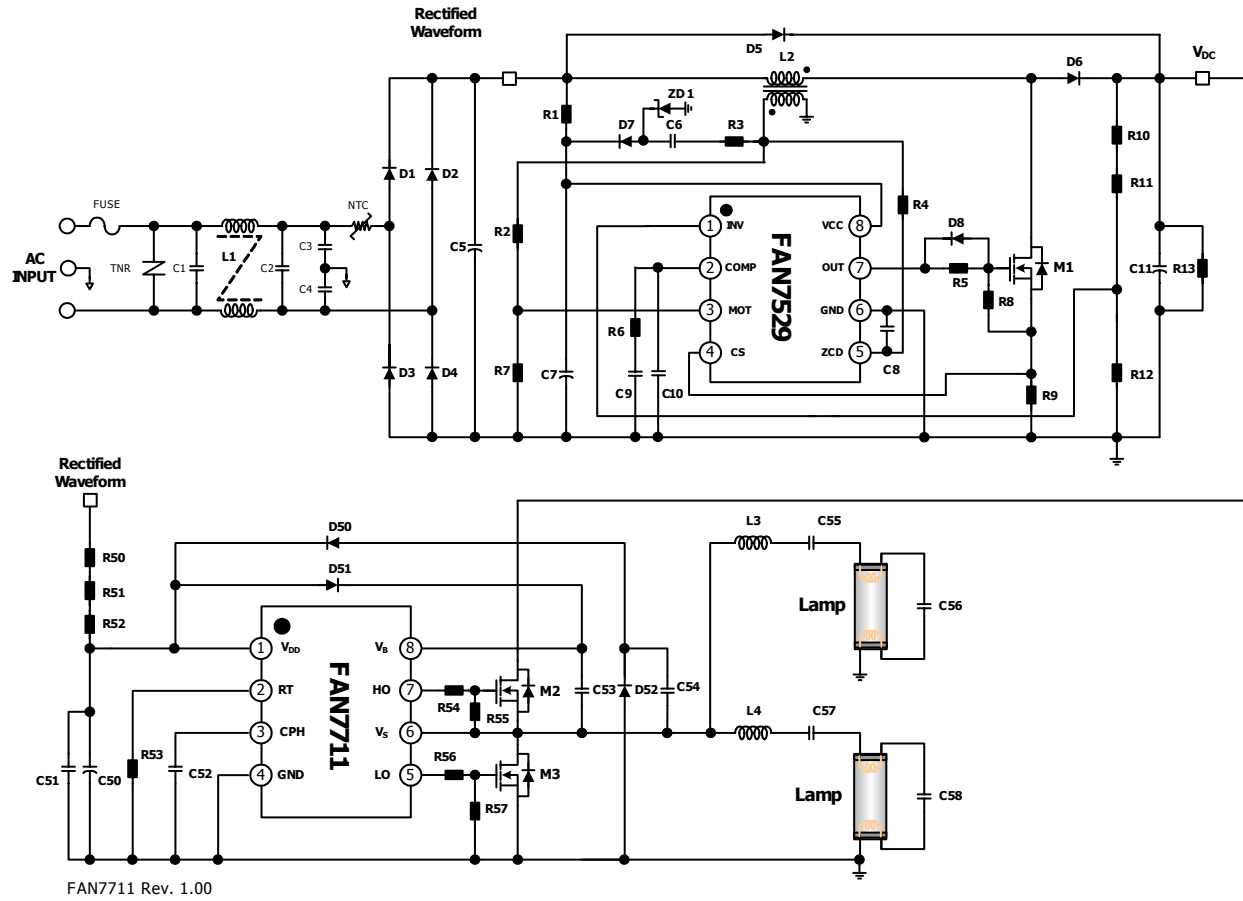 Rectified
Waveform
D5
L2
D6
VDC
R1
ZD1
D7
C6
R3
R10
R11
D1
D2
FUSE
NTC
AC
INPUT
TNR
C1
L1
C2
C3
C4
C5
R2
R7
C7
R6
C9
C10
1
INV
2
COMP
3
MOT
4
CS
FAN7529
VCC
8
OUT
7
GND
6
ZCD
5
R4
D8
R5
R8
M1
C8
R9
C11
R13
R12
D3
D4
Rectified
Waveform
R50
R51
R52
D50
D51
L3
C55
Lamp
C56
1
VDD
2
RT
3
CPH
4
GND
FAN7711
VB
8
HO
7
VS
6
LO
5
R54
R55
M2
C53
D52
C54
R56
M3
R57
L4
C57
Lamp
C58
C51
C50
R53
C52
FAN7711 Rev. 1.00